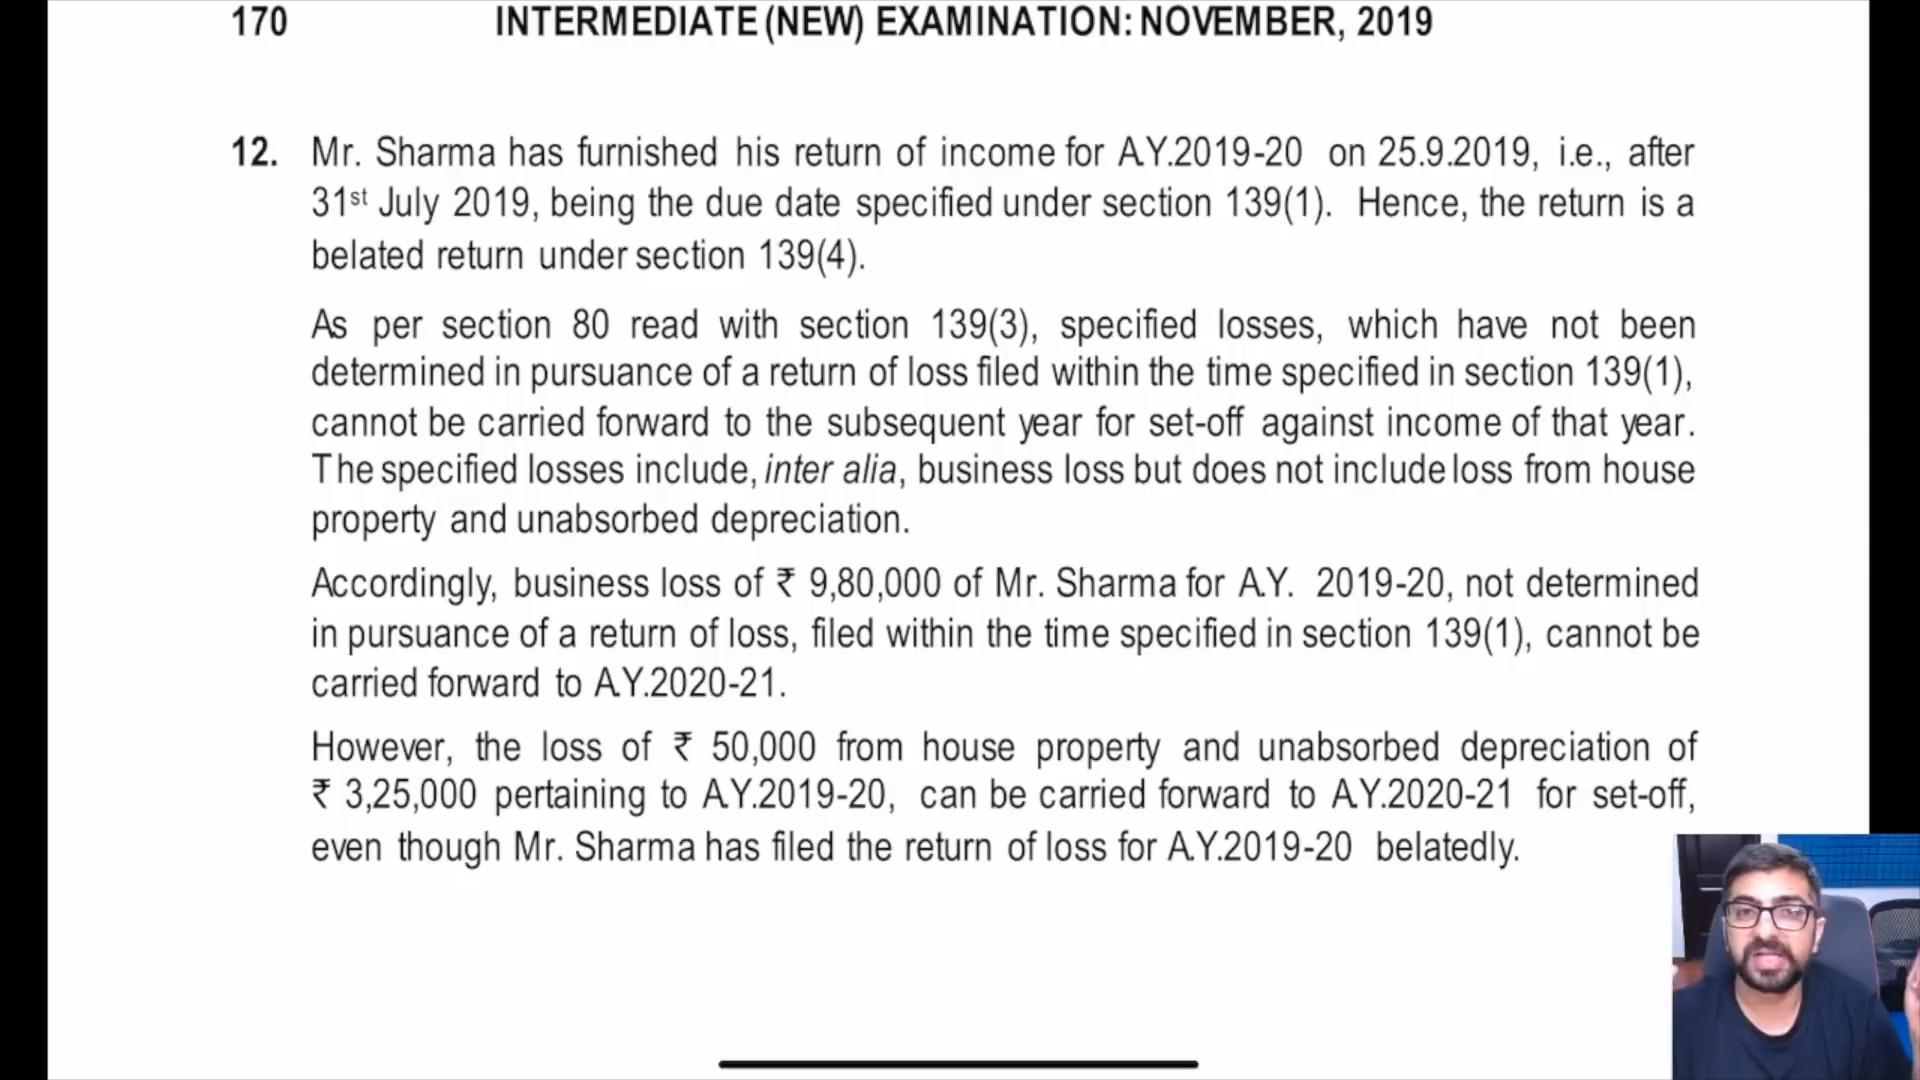 170 INTERMEDIATE (NEW) EXAMINATION: NOVEMBER, 2019
12. Mr. Sharma has furnished his return of income for A.Y.2019-20 on 25.9.2019, i.e., after
31st July 2019, being the due date specified under section 139(1). Hence, the return is a
belated return under section 139(4).
As per section 80 read with section 139(3), specified losses, which have not been
determined in pursuance of a return of loss filed within the time specified in section 139(1),
cannot be carried forward to the subsequent year for set-off against income of that year.
The specified losses include, inter alia, business loss but does not include loss from house
property and unabsorbed depreciation.
Accordingly, business loss of ₹ 9,80,000 of Mr. Sharma for A.Y. 2019-20, not determined
in pursuance of a return of loss, filed within the time specified in section 139(1), cannot be
carried forward to A.Y.2020-21.
However, the loss of ₹ 50,000 from house property and unabsorbed depreciation of
₹ 3,25,000 pertaining to A.Y.2019-20, can be carried forward to A.Y.2020-21 for set-off,
even though Mr. Sharma has filed the return of loss for A.Y.2019-20 belatedly.